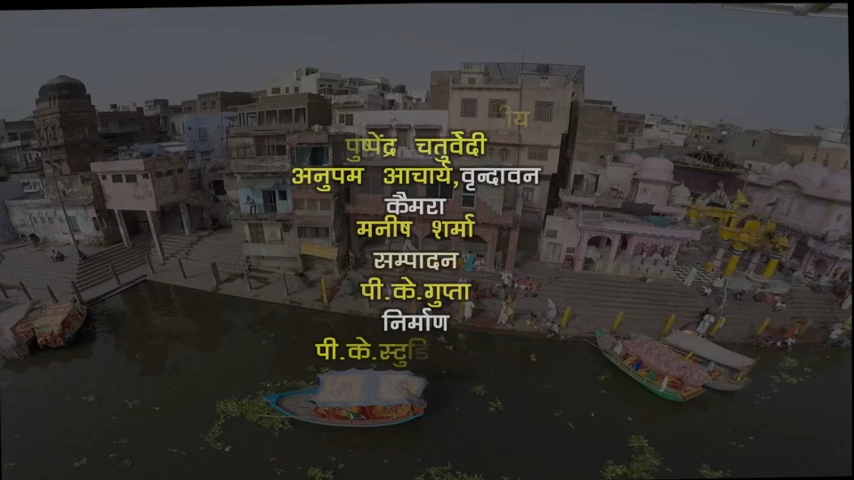 पुष्पेंद्र चतुर्वेदी
अनुपम आचार्य,वृन्दावन
कैमरा
मनीष शर्मा
सम्पादन
पी.के.गुप्ता
निर्माण
पी.के.